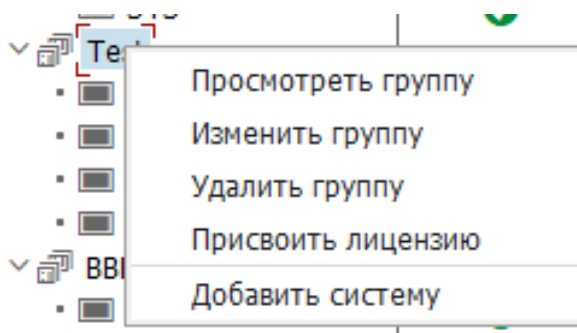 Просмотреть группу
Изменить группу
Удалить группу
Присвоить лицензию
Добавить систему